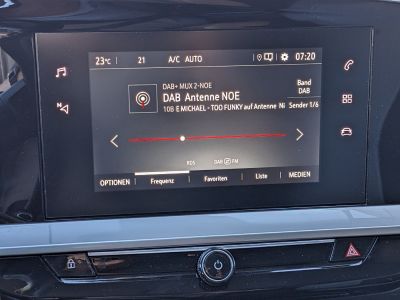 23°C 21 A/C AUTO 07:20
DAB+ MUX 2-NOE
DAB Antenne NOE
Band
DAB
10B E MICHAEL - TOO FUNKY auf Antenne Ni
Sender 1/6
N
RDS DAB FM
OPTIONEN Frequenz Favoriten Liste MEDIEN